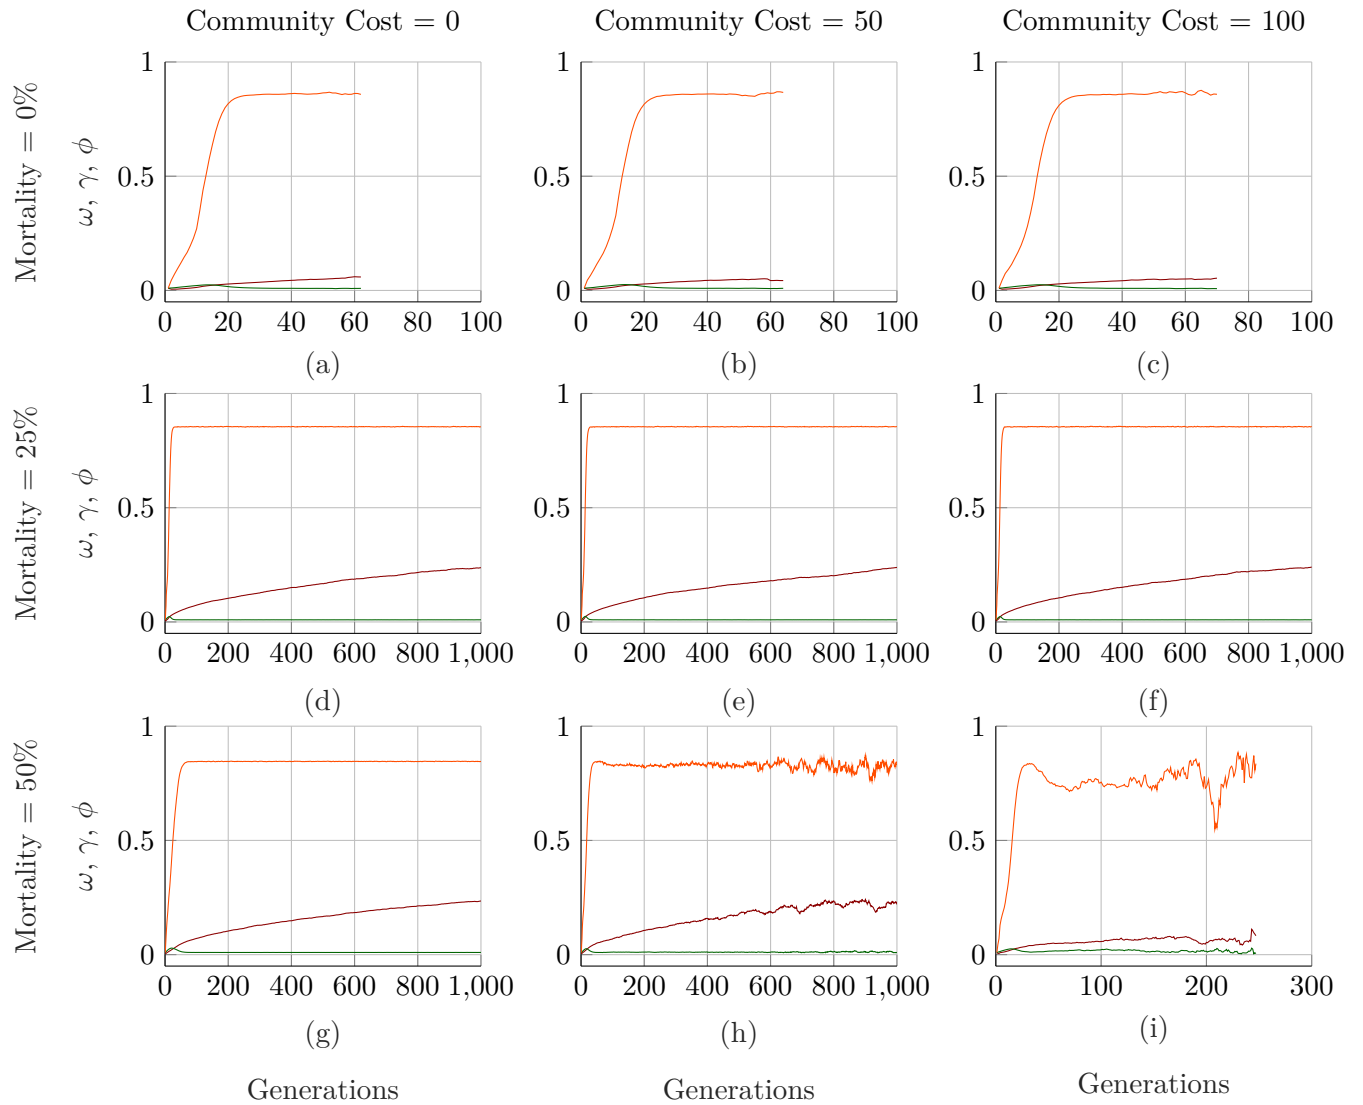 Community Cost = 0
Community Cost = 50
Community Cost = 100
Mortality = 0%
ω, γ, ϕ
1
0.5
0
0 20 40 60 80 100
(a)
1
0.5
0
0 20 40 60 80 100
(b)
1
0.5
0
0 20 40 60 80 100
(c)
Mortality = 25%
ω, γ, ϕ
1
0.5
0
0 200 400 600 800 1,000
(d)
1
0.5
0
0 200 400 600 800 1,000
(e)
1
0.5
0
0 200 400 600 800 1,000
(f)
Mortality = 50%
ω, γ, ϕ
1
0.5
0
0 200 400 600 800 1,000
(g)
Generations
1
0.5
0
0 200 400 600 800 1,000
(h)
Generations
1
0.5
0
0 100 200 300
(i)
Generations